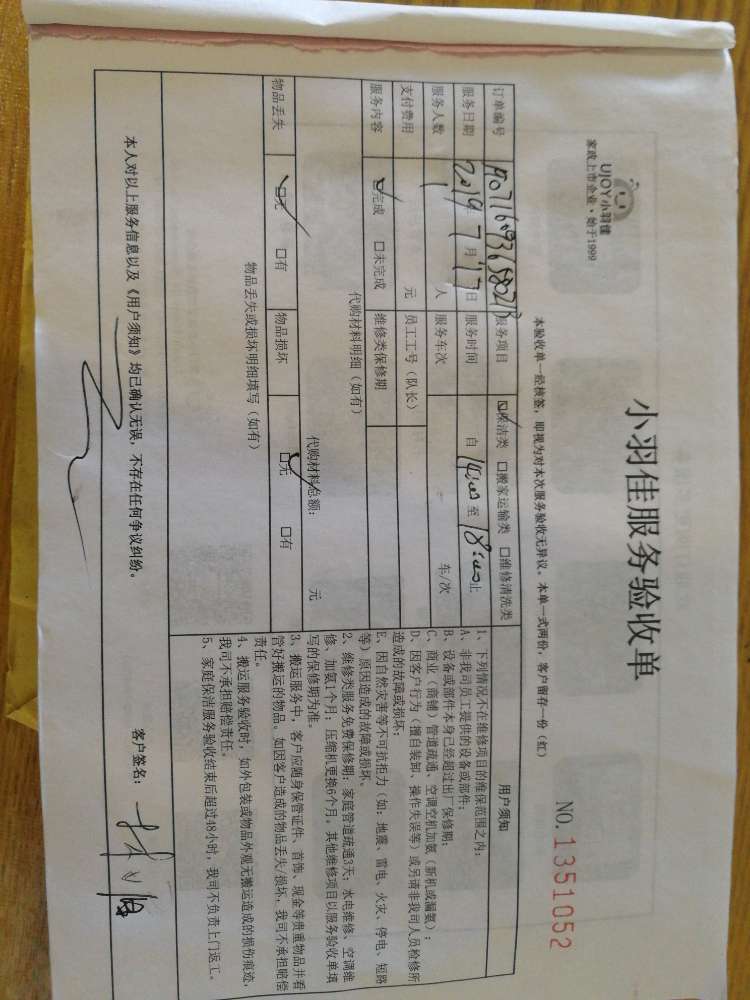 UJOY小羽佳
家政上市企业·始于1999
小羽佳服务验收单
NO.1351052
本验收单一经核签，即视为对本次服务验收无异议。本单一式两份，客户留存一份（红）
订单编号
服务项目 ☑保洁类 □搬家运输类 □维修清洗类
服务日期 2019年7月17日 服务时间 自 14:00 至 18:00 止
服务人数 1 人 服务车次 车/次
支付费用 元 员工工号（队长）
服务内容 ☑完成 □未完成 维修类保修期
代购材料明细（如有）
代购材料总额： 元
物品丢失 ☑无 □有 物品损坏 ☑无 □有
物品丢失或损坏明细填写（如有）
用户须知
1、下列情况不在维修项目的维保范围之内：
A、非我司员工提供的设备或部件；
B、设备或部件本身已经超过出厂保修期；
C、商业（商铺）管道疏通、空调空机加氨（新机或漏氨）；
D、因客户行为（擅自装卸、操作失误等）或另请非我司人员检修所
造成的故障或损坏；
E、因自然灾害等不可抗拒力（如：地震、雷电、火灾、停电、短路
等）原因造成的故障或损坏。
2、维修类服务免费保修期：家庭管道疏通3天；水电维修、空调维
修、加氨1个月；压缩机更换6个月，其他维修项目以服务验收单填
写的保修期为准。
3、搬运服务中，客户应随身保管证件、首饰、现金等贵重物品并看
管好搬运的物品。如因客户造成的物品丢失/损坏，我司不承担赔偿
责任。
4、搬运服务验收时，如外包装或物品外观无搬运造成的损伤痕迹，
我司不承担赔偿责任。
5、家庭保洁服务验收结束后超过48小时，我司不负责上门返工。
本人对以上服务信息以及《用户须知》均已确认无误，不存在任何争议纠纷。
客户签名：